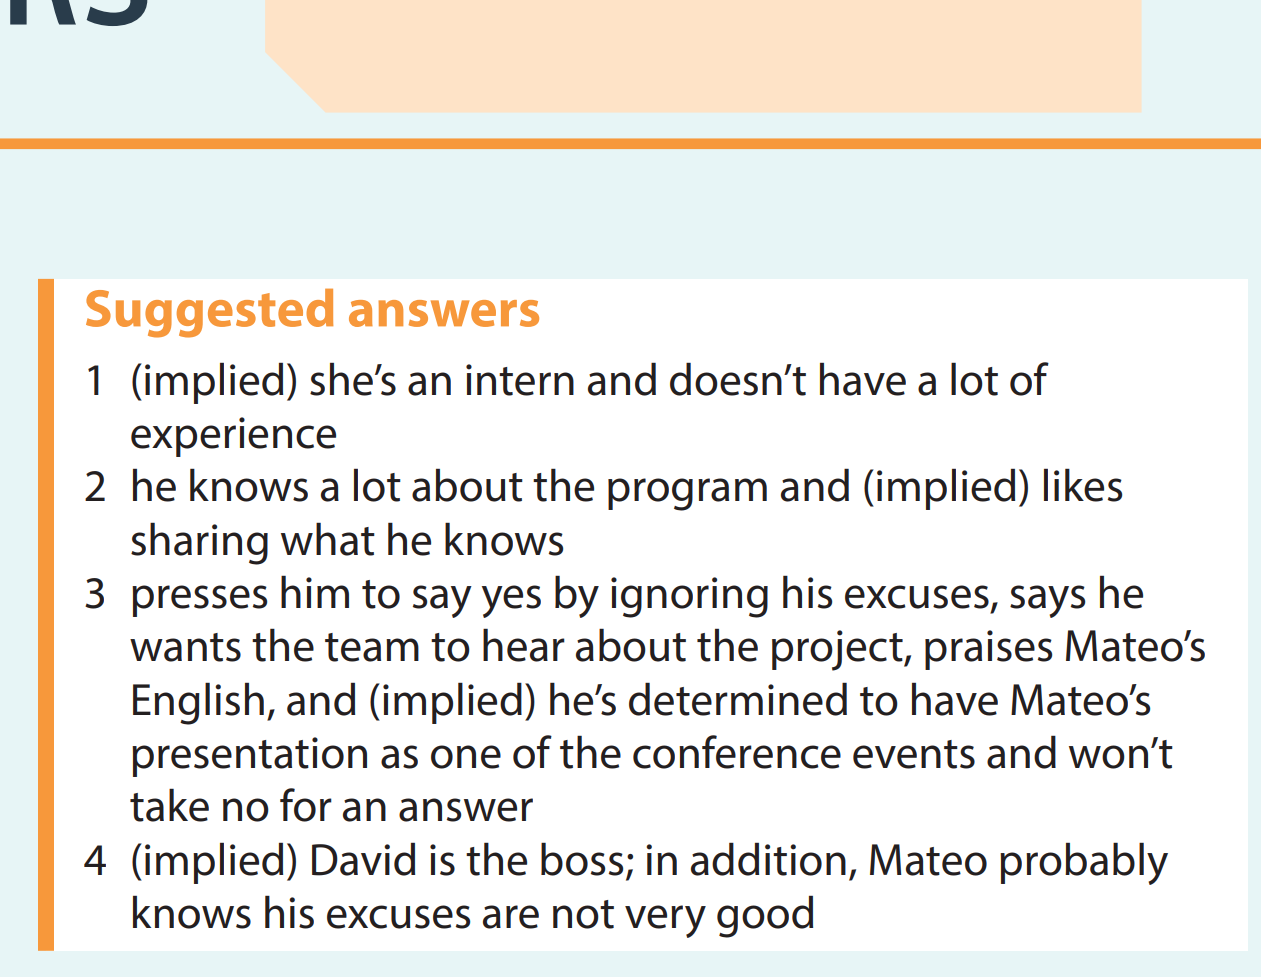 Suggested answers
1 (implied) she’s an intern and doesn’t have a lot of
experience
2 he knows a lot about the program and (implied) likes
sharing what he knows
3 presses him to say yes by ignoring his excuses, says he
wants the team to hear about the project, praises Mateo’s
English, and (implied) he’s determined to have Mateo’s
presentation as one of the conference events and won’t
take no for an answer
4 (implied) David is the boss; in addition, Mateo probably
knows his excuses are not very good